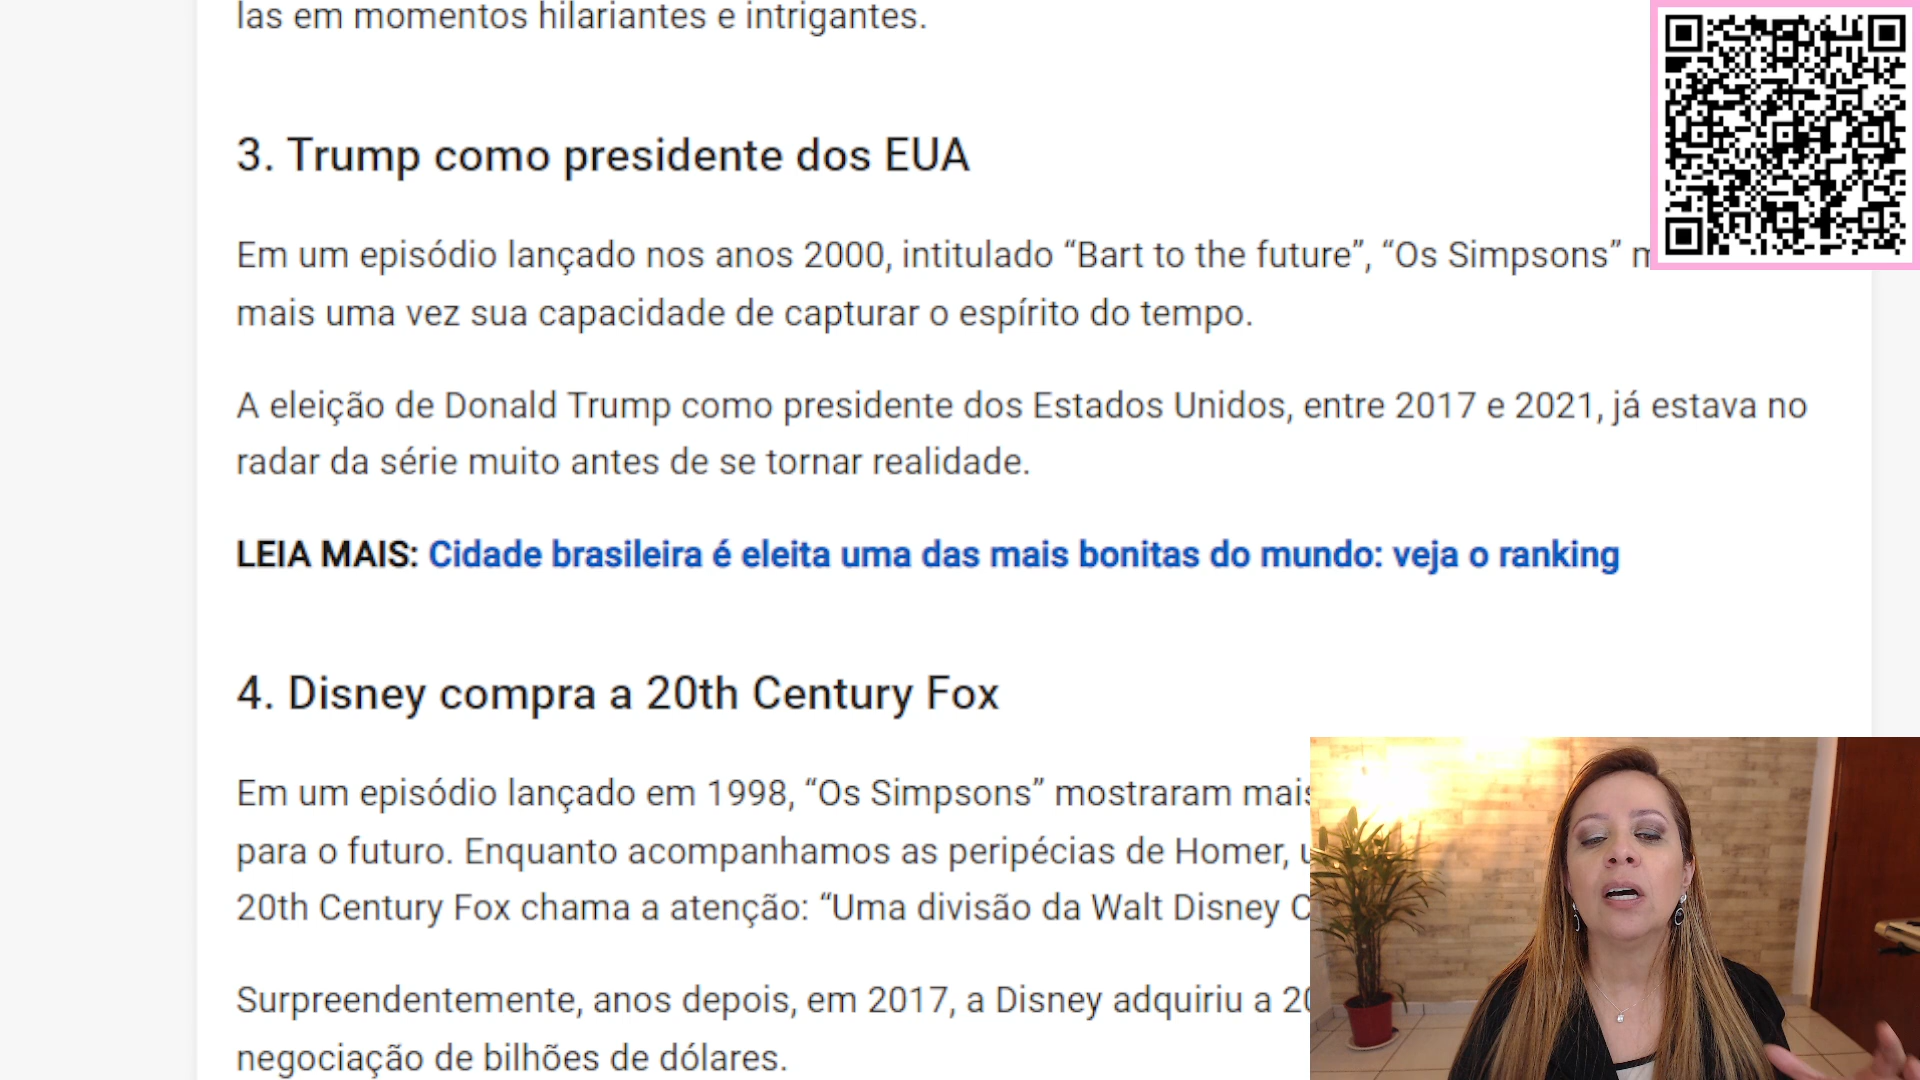 las em momentos hilariantes e intrigantes.
3. Trump como presidente dos EUA
Em um episódio lançado nos anos 2000, intitulado “Bart to the future”, “Os Simpsons”
mais uma vez sua capacidade de capturar o espírito do tempo.
A eleição de Donald Trump como presidente dos Estados Unidos, entre 2017 e 2021, já estava no
radar da série muito antes de se tornar realidade.
LEIA MAIS: Cidade brasileira é eleita uma das mais bonitas do mundo: veja o ranking
4. Disney compra a 20th Century Fox
Em um episódio lançado em 1998, “Os Simpsons” mostraram mais
para o futuro. Enquanto acompanhamos as peripécias de Homer,
20th Century Fox chama a atenção: “Uma divisão da Walt Disney
Surpreendentemente, anos depois, em 2017, a Disney adquiriu a
negociação de bilhões de dólares.